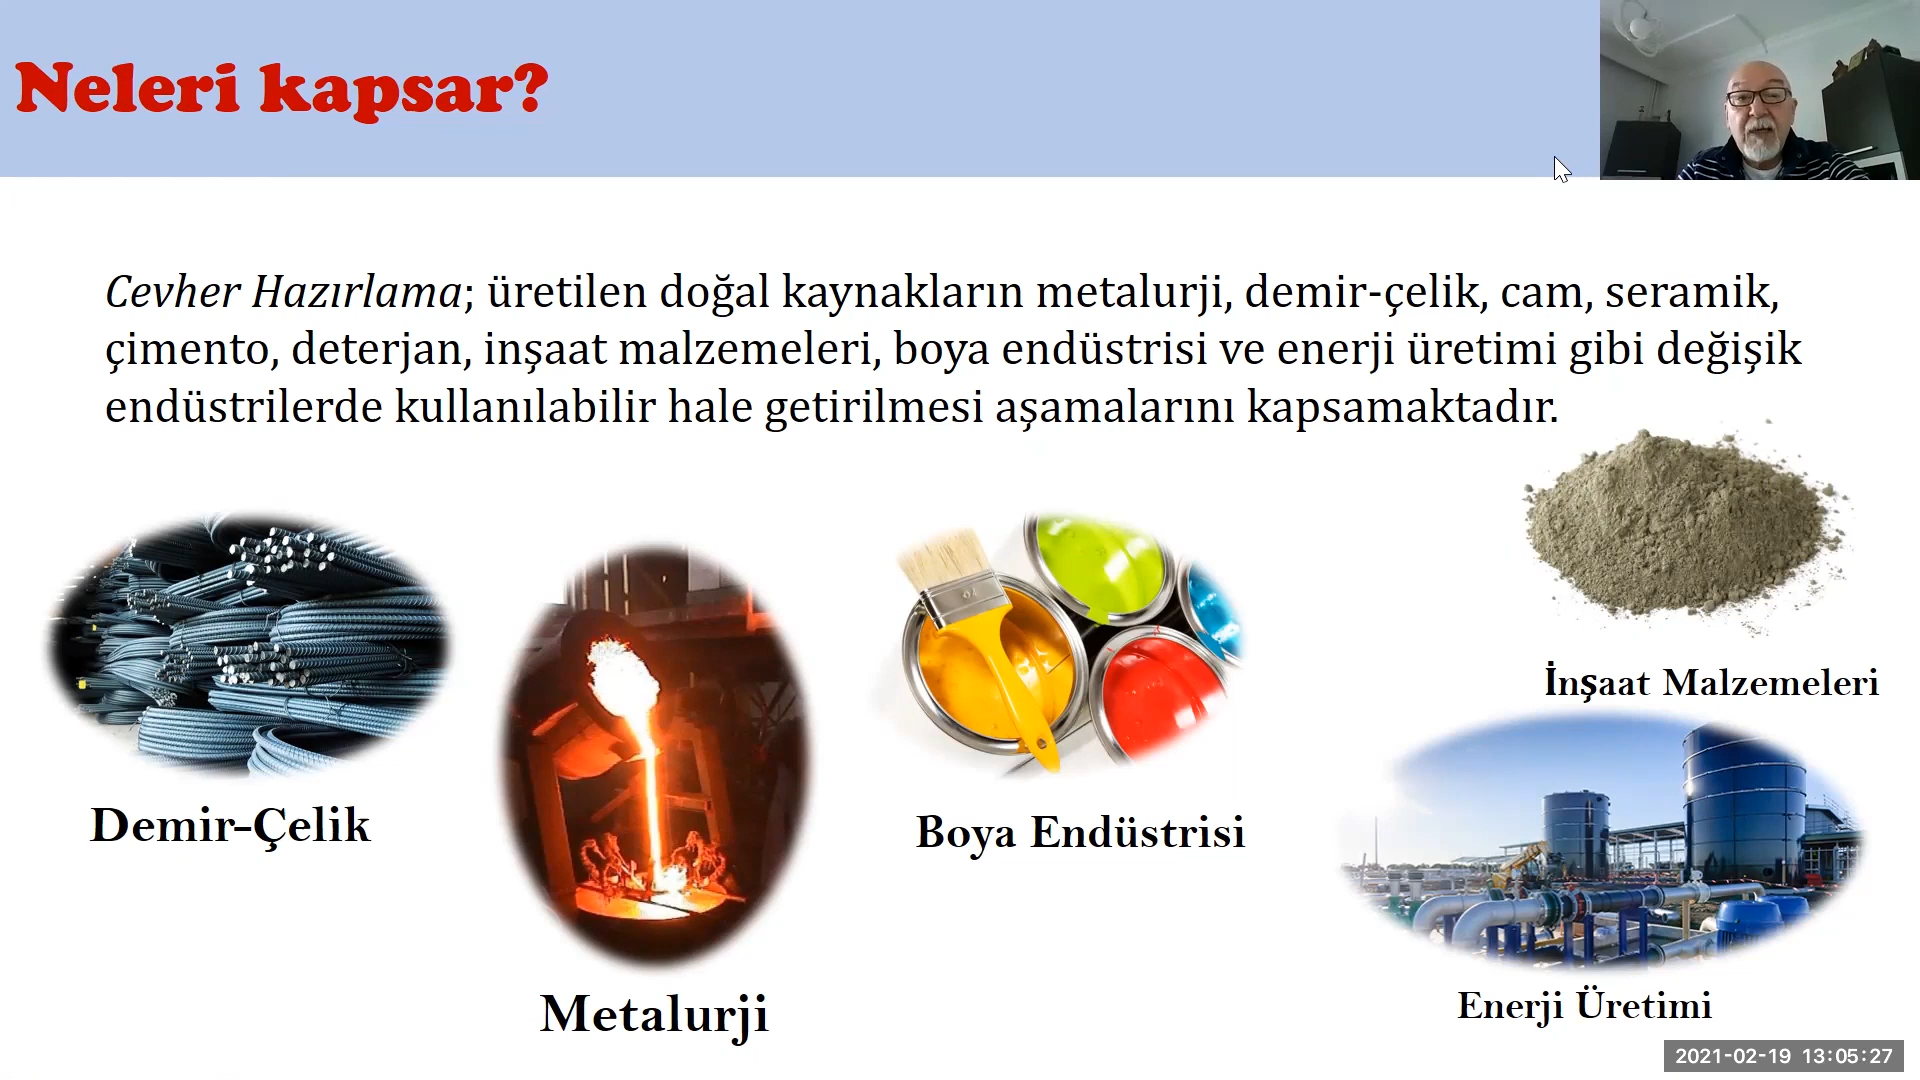 Neleri kapsar?
Cevher Hazırlama; üretilen doğal kaynakların metalurji, demir-çelik, cam, seramik,
çimento, deterjan, inşaat malzemeleri, boya endüstrisi ve enerji üretimi gibi değişik
endüstrilerde kullanılabilir hale getirilmesi aşamalarını kapsamaktadır.
Demir-Çelik
Metalurji
Boya Endüstrisi
İnşaat Malzemeleri
Enerji Üretimi
2021-02-19 13:05:27